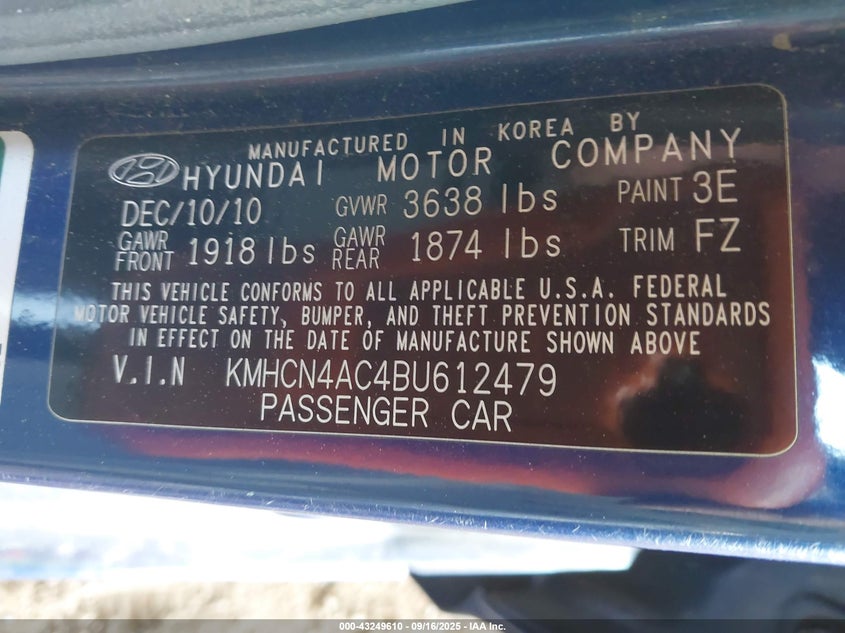 MANUFACTURED IN KOREA BY
HYUNDAI MOTOR COMPANY
DEC/10/10 GVWR 3638 lbs PAINT 3E
GAWR FRONT 1918 lbs GAWR REAR 1874 lbs TRIM FZ
THIS VEHICLE CONFORMS TO ALL APPLICABLE U.S.A. FEDERAL
MOTOR VEHICLE SAFETY, BUMPER, AND THEFT PREVENTION STANDARDS
IN EFFECT ON THE DATE OF MANUFACTURE SHOWN ABOVE
V.I.N KMHCN4AC4BU612479
PASSENGER CAR
000-43249610 - 09/16/2025 - IAA Inc.